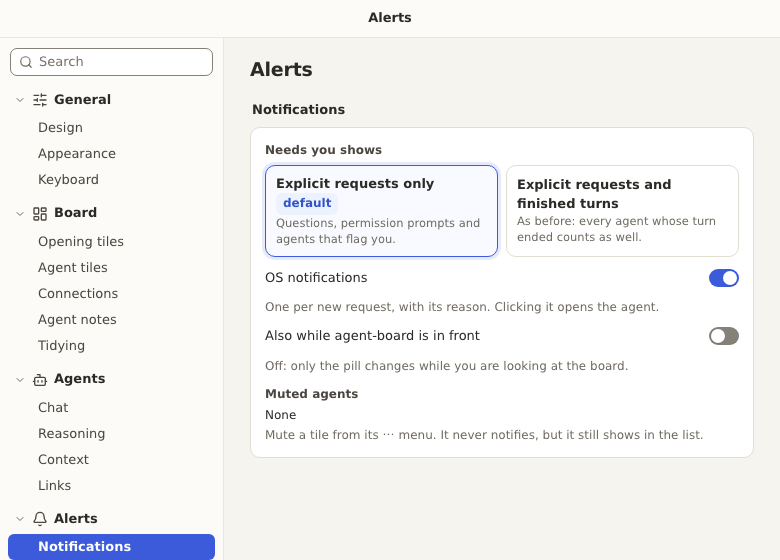 Alerts
Search
General
Design
Appearance
Keyboard
Board
Opening tiles
Agent tiles
Connections
Agent notes
Tidying
Agents
Chat
Reasoning
Context
Links
Alerts
Notifications
Alerts
Notifications
Needs you shows
Explicit requests only
default
Questions, permission prompts and
agents that flag you.
Explicit requests and
finished turns
As before: every agent whose turn
ended counts as well.
OS notifications
One per new request, with its reason. Clicking it opens the agent.
Also while agent-board is in front
Off: only the pill changes while you are looking at the board.
Muted agents
None
Mute a tile from its ··· menu. It never notifies, but it still shows in the list.